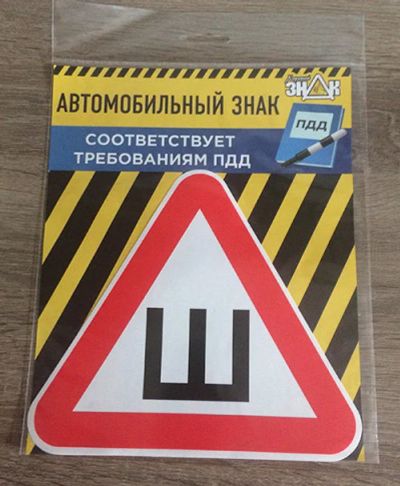 ЗНАК
АВТОМОБИЛЬНЫЙ ЗНАК
ПДД
СООТВЕТСТВУЕТ
ТРЕБОВАНИЯМ ПДД
Ш